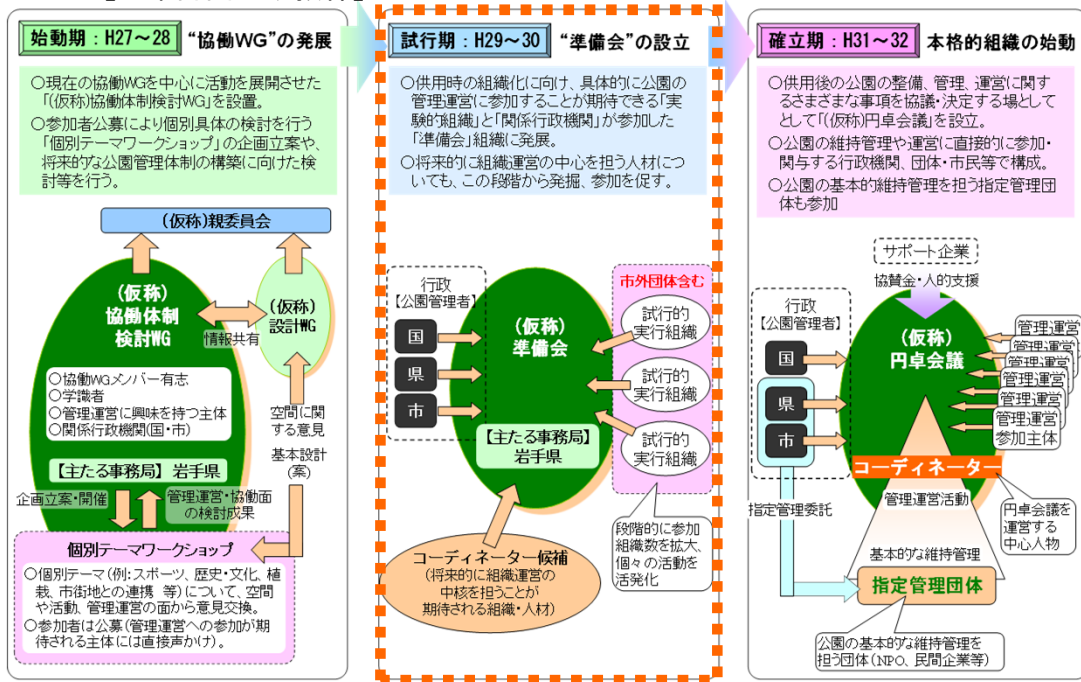 始動期：H27～28 “協働WG”の発展
○現在の協働WGを中心に活動を展開させた
「(仮称)協働体制検討WG」を設置。
○参加者公募により個別具体の検討を行う
「個別テーマワークショップ」の企画立案や、
将来的な公園管理体制の構築に向けた検
討等を行う。
(仮称)親委員会
(仮称)
協働体制
検討WG
(仮称)
設計WG
情報共有
○協働WGメンバー有志
○学識者
○管理運営に興味を持つ主体
○関係行政機関(国・市)
空間に関
する意見
基本設計
(案)
【主たる事務局】
岩手県
企画立案・開催
管理運営・協働面
の検討成果
個別テーマワークショップ
○個別テーマ(例：スポーツ、歴史・文化、植
栽、市街地との連携 等)について、空間
や活動、管理運営の面から意見交換。
○参加者は公募(管理運営への参加が期
待される主体には直接声かけ)。
試行期：H29～30 “準備会”の設立
○供用時の組織化に向け、具体的に公園の
管理運営に参加することが期待できる「実
験的組織」と「関係行政機関」が参加した
「準備会」組織に発展。
○将来的に組織運営の中心を担う人材につ
いても、この段階から発掘、参加を促す。
行政
【公園管理者】
国
県
市
(仮称)
準備会
【主たる事務局】
岩手県
市外団体含む
試行的
実行組織
試行的
実行組織
試行的
実行組織
段階的に参加
組織数を拡大、
個々の活動を
活発化
コーディネーター候補
(将来的に組織運営の
中核を担うことが
期待される組織・人材)
確立期：H31～32 本格的組織の始動
○供用後の公園の整備、管理、運営に関す
るさまざまな事項を協議・決定する場として
として「(仮称)円卓会議」を設立。
○公園の維持管理や運営に直接的に参加・
関与する行政機関、団体・市民等で構成。
○公園の基本的維持管理を担う指定管理団
体も参加
サポート企業
協賛金・人的支援
行政
【公園管理者】
国
県
市
(仮称)
円卓会議
管理運営
管理運営
管理運営
管理運営
管理運営
管理運営
参加主体
コーディネーター
管理運営活動
円卓会議を
運営する
中心人物
指定管理委託
基本的な維持管理
指定管理団体
公園の基本的な維持管理を
担う団体(NPO、民間企業等)